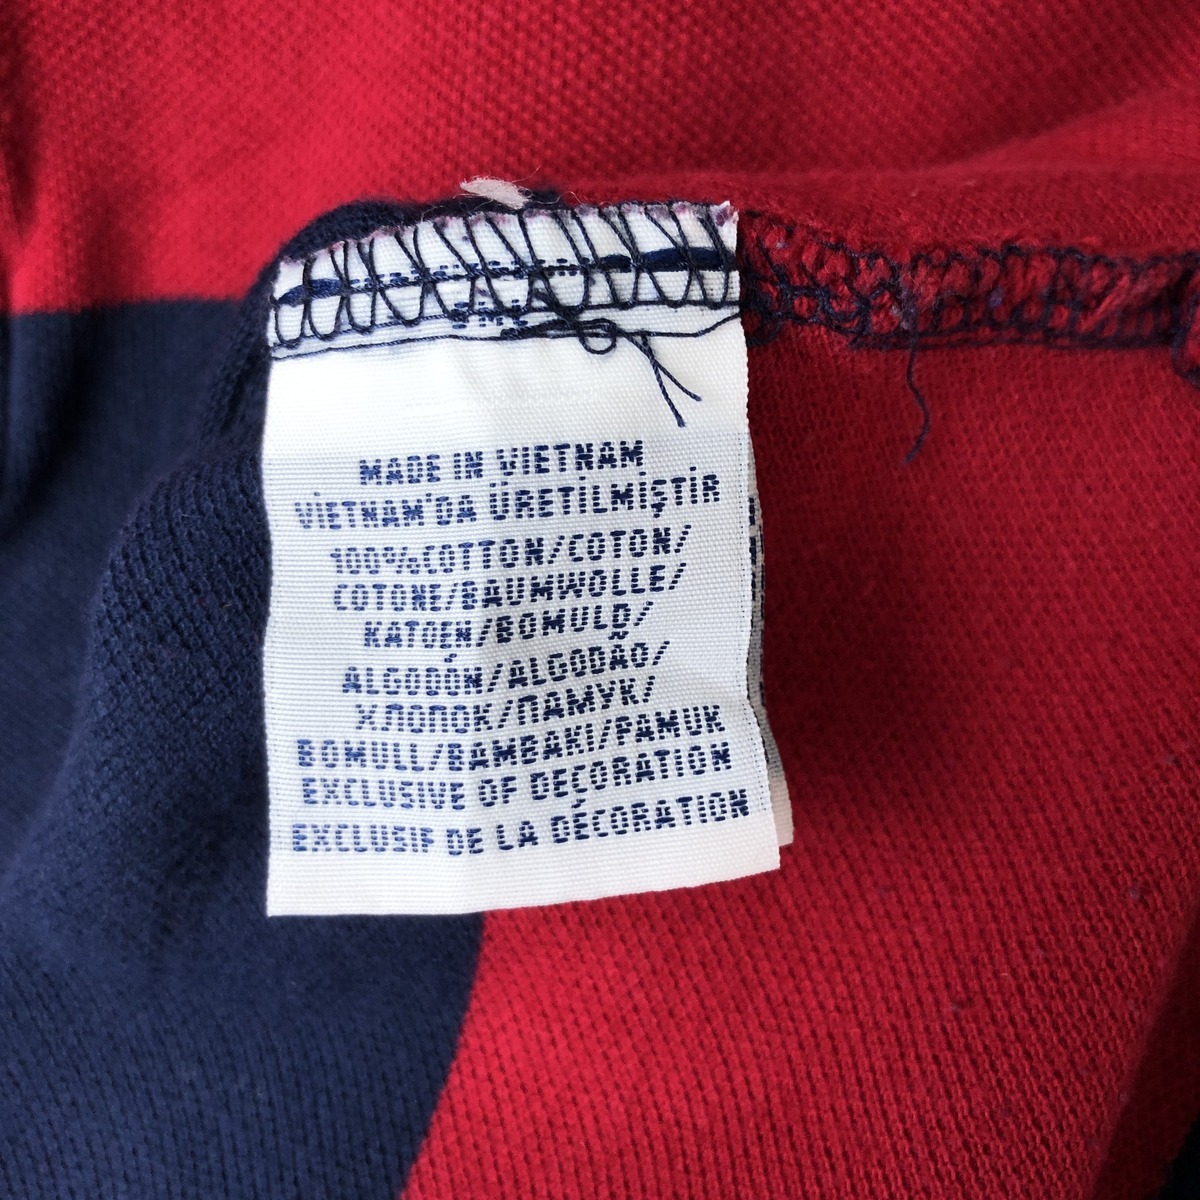 MADE IN VIETNAM
VİETNAM'DA ÜRETİLMİŞTİR
100%COTTON/COTON/
COTONE/BAUMWOLLE/
KATOEN/BOMULD/
ALGODÓN/ALGODÃO/
ХЛОПОК/ПАМУК/
BOMULL/BAMBAKI/PAMUK
EXCLUSIVE OF DECORATION
EXCLUSIF DE LA DÉCORATION